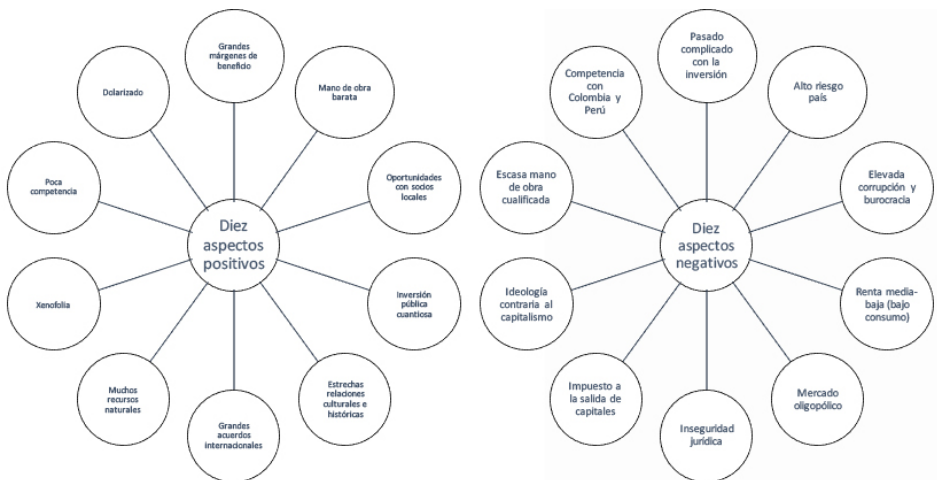 Grandes
márgenes de
beneficio
Mano de obra
barata
Oportunidades
con socios
locales
Inversión
pública
cuantiosa
Estrechas
relaciones
culturales e
históricas
Grandes
acuerdos
internacionales
Muchos
recursos
naturales
Xenofolia
Poca
competencia
Dolarizado
Diez
aspectos
positivos
Pasado
complicado
con la
inversión
Alto riesgo
país
Elevada
corrupción y
burocracia
Renta media-
baja (bajo
consumo)
Mercado
oligopólico
Inseguridad
jurídica
Impuesto a
la salida de
capitales
Ideología
contraria al
capitalismo
Escasa mano
de obra
cualificada
Competencia
con
Colombia y
Perú
Diez
aspectos
negativos